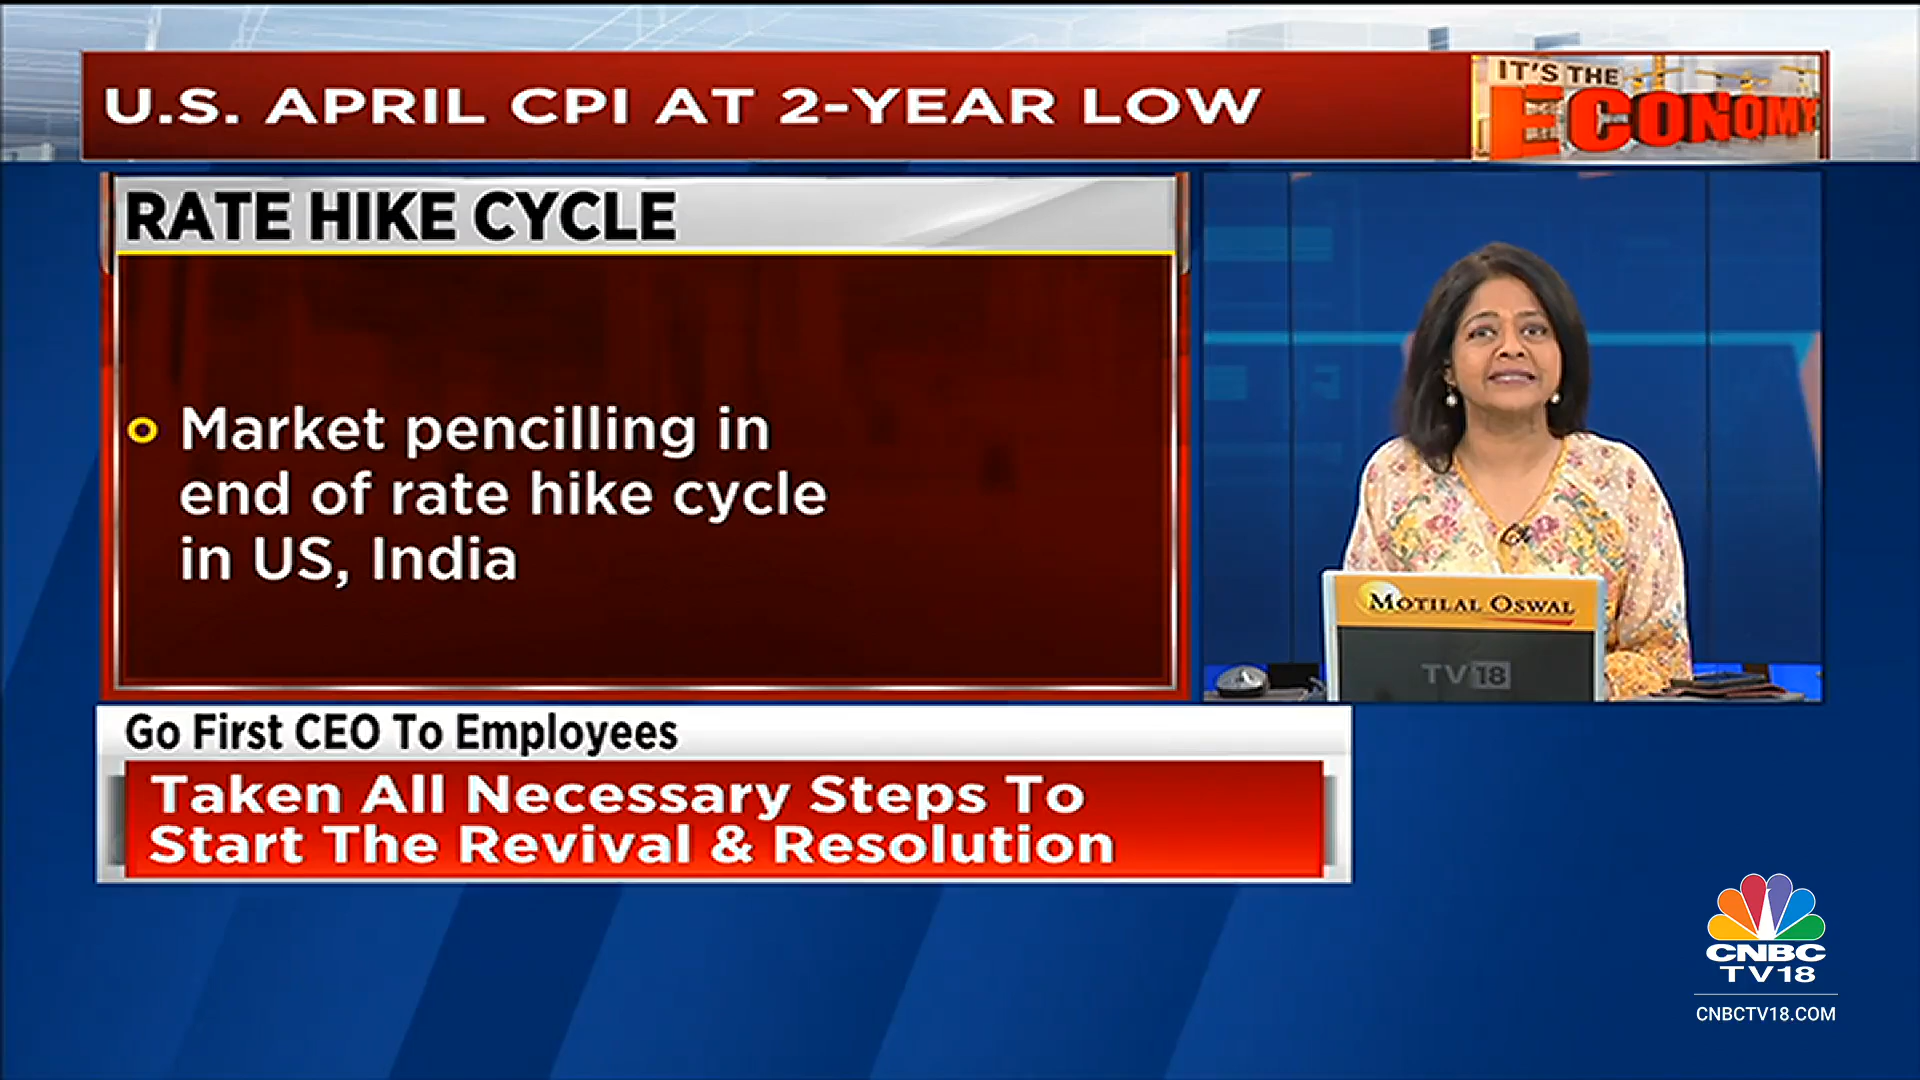 U.S. APRIL CPI AT 2-YEAR LOW
IT'S THE
ECONOMY
RATE HIKE CYCLE
Market pencilling in
end of rate hike cycle
in US, India
MOTILAL OSWAL
TV18
Go First CEO To Employees
Taken All Necessary Steps To
Start The Revival & Resolution
CNBC
TV18
CNBCTV18.COM